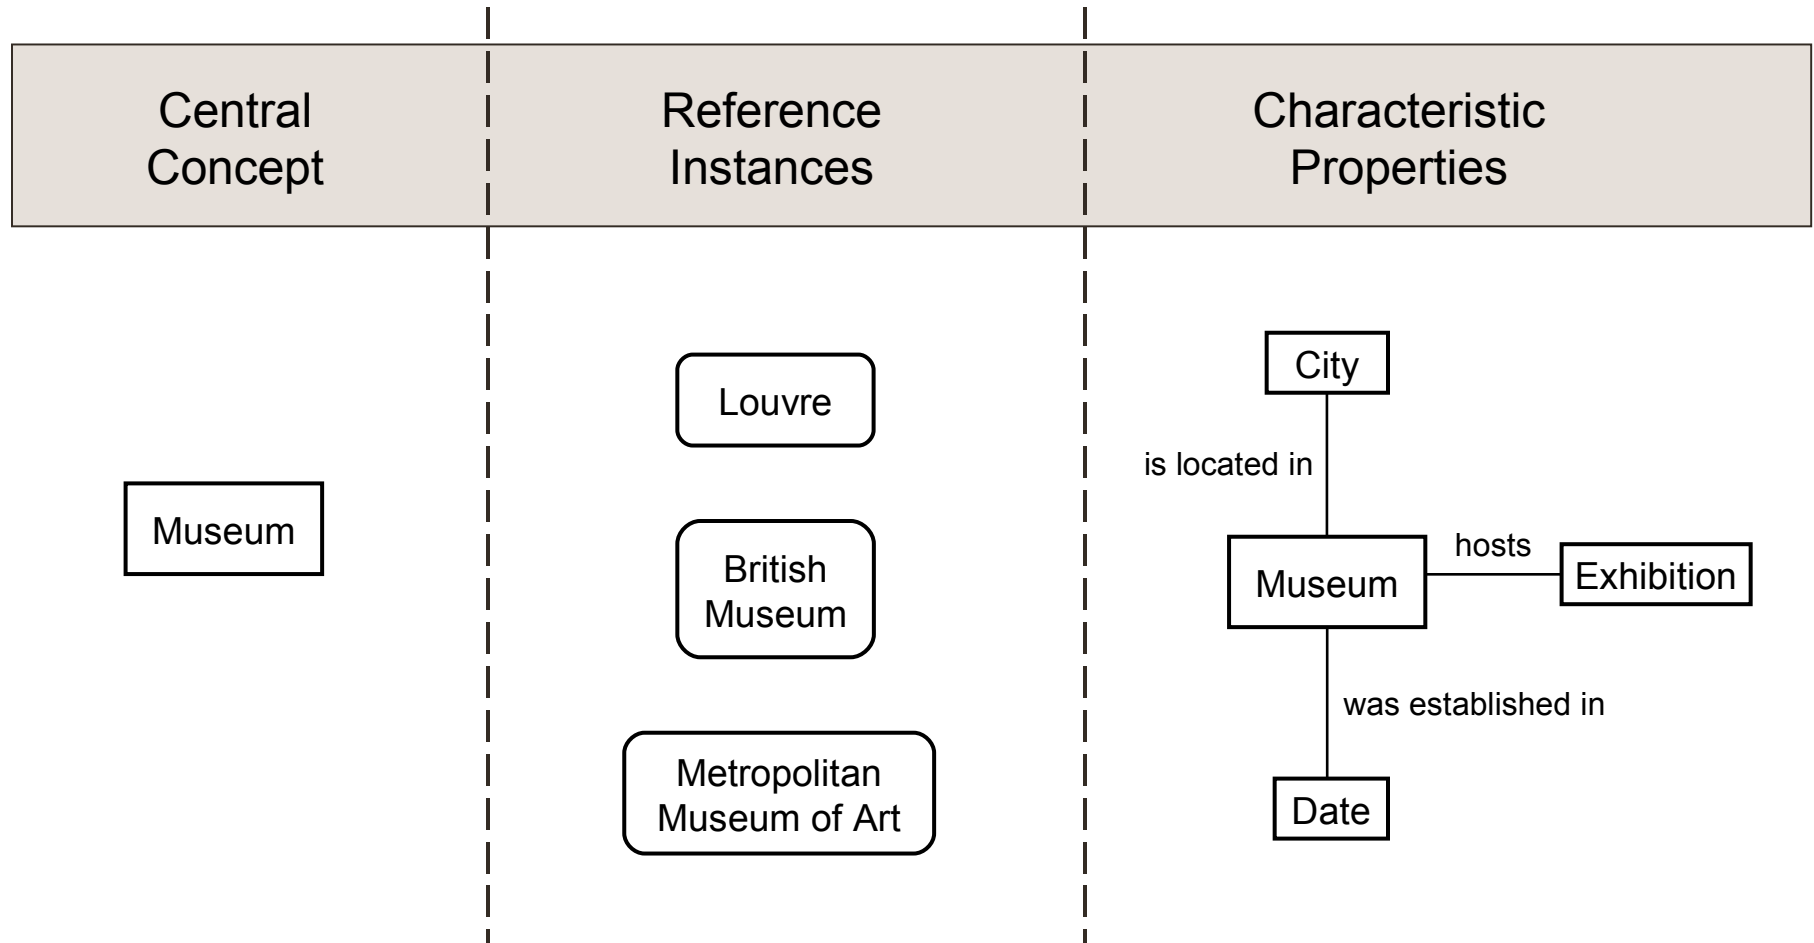 Central
Concept
Reference
Instances
Characteristic
Properties
Museum
Louvre
British
Museum
Metropolitan
Museum of Art
City
is located in
hosts
Museum
Exhibition
was established in
Date